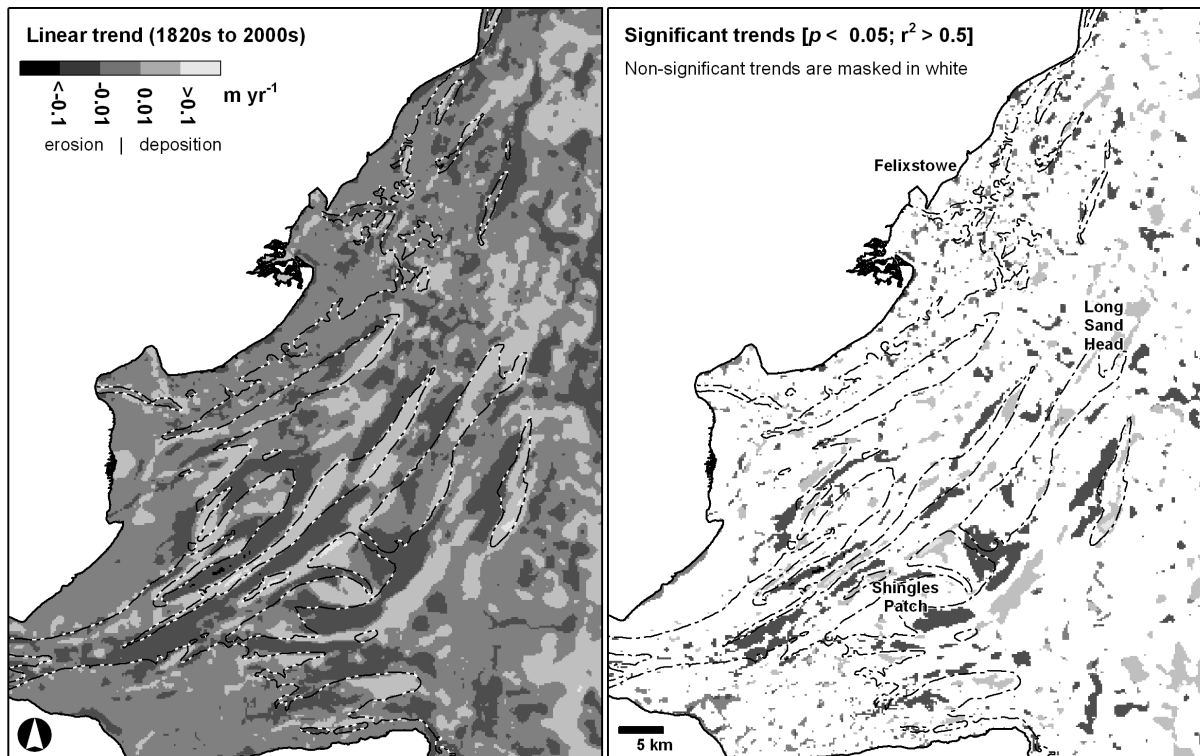 Linear trend (1820s to 2000s)
<-0.1
-0.01
0.01
>0.1
m yr-1
erosion | deposition
Significant trends [p < 0.05; r2 > 0.5]
Non-significant trends are masked in white
Felixstowe
Long
Sand
Head
Shingles
Patch
5 km